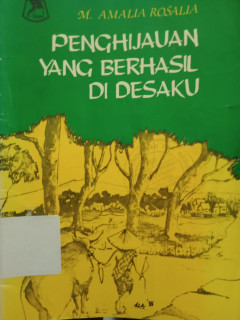 M. AMALIA ROSALIA
PENGHIJAUAN
YANG BERHASIL
DI DESAKU